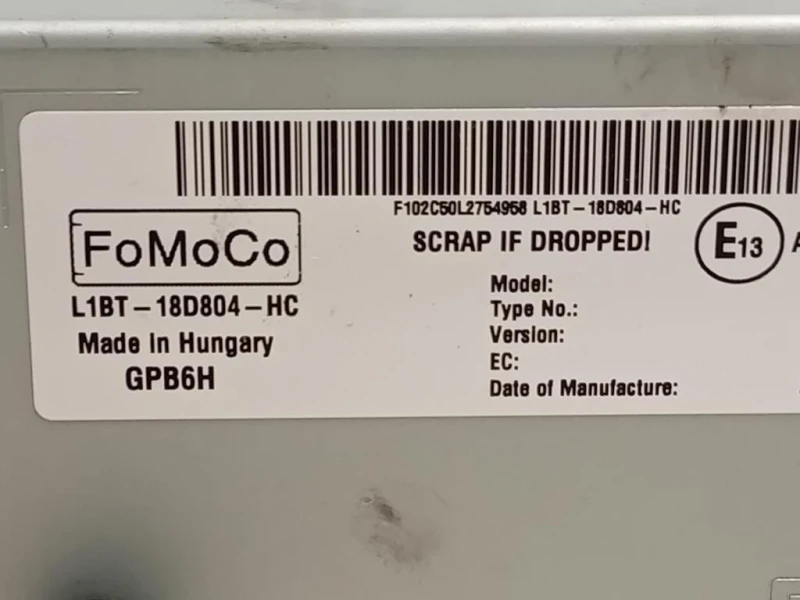 F102C50L2754958 L1BT-18D804-HC
FoMoCo
SCRAP IF DROPPED!
E13
L1BT-18D804-HC
Made In Hungary
GPB6H
Model:
Type No.:
Version:
EC:
Date of Manufacture: